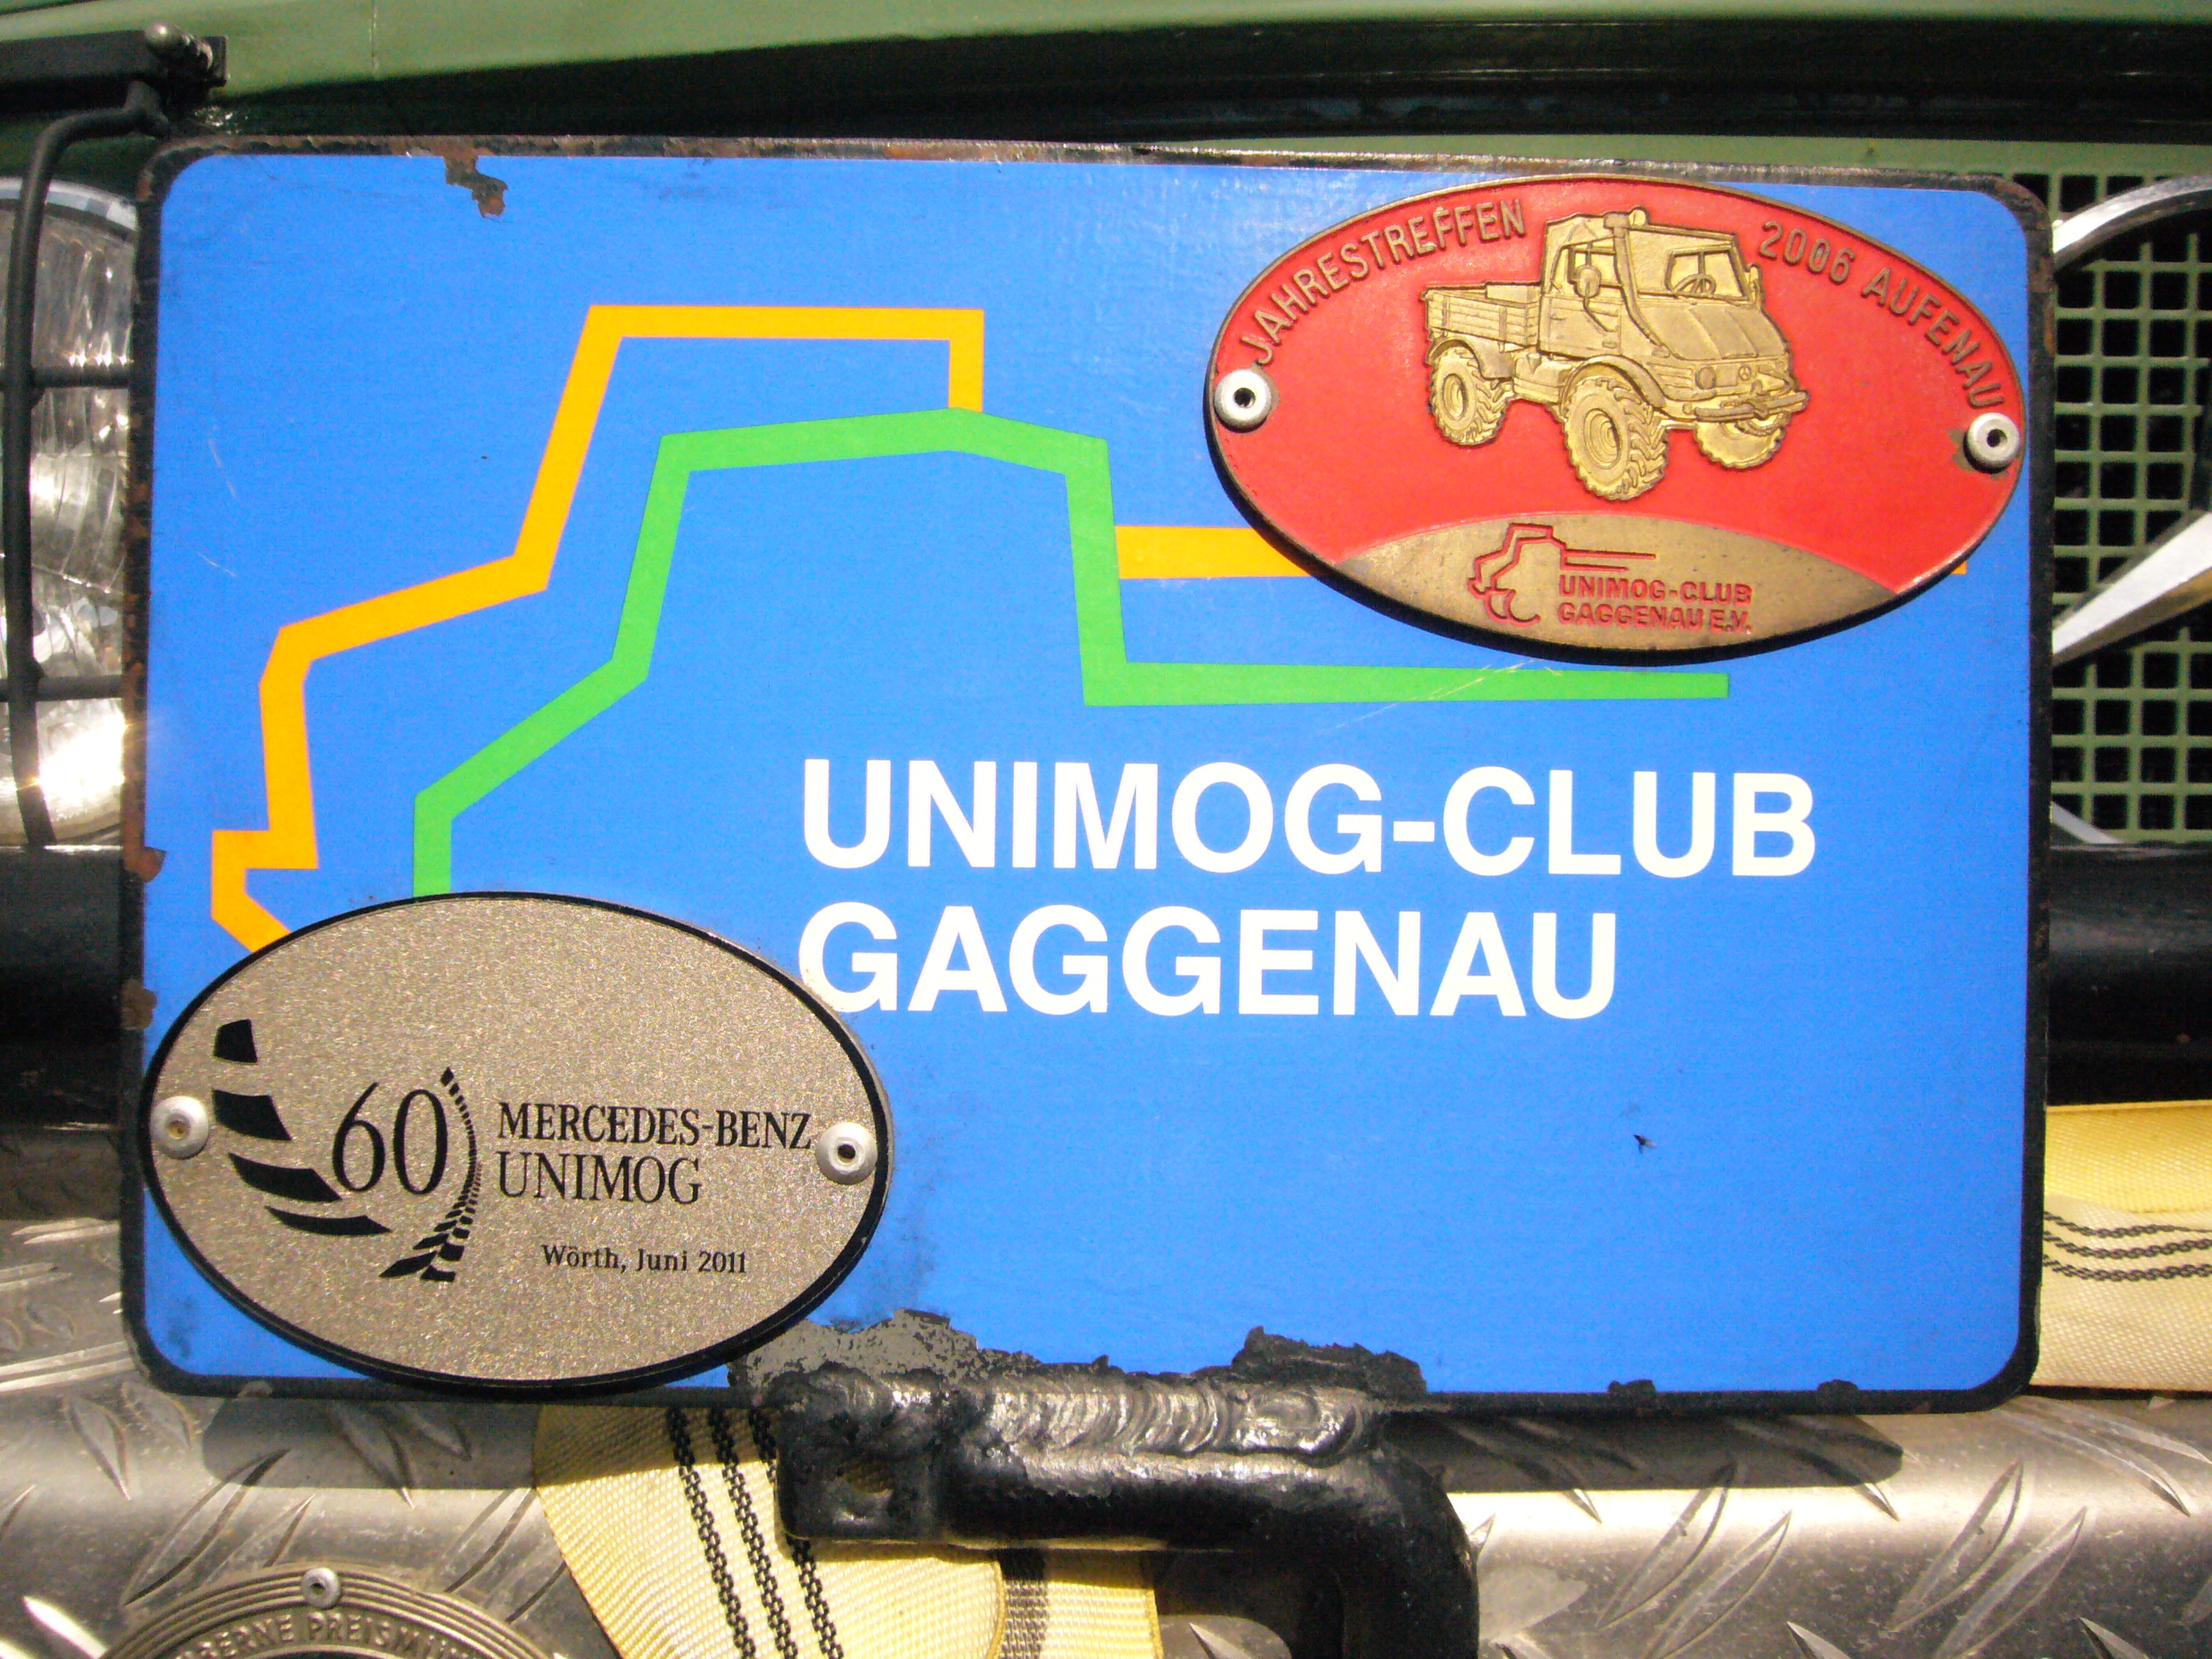 JAHRESTREFFEN 2006 AUFENAU
UNIMOG-CLUB
GAGGENAU E.V.
UNIMOG-CLUB
GAGGENAU
60 MERCEDES-BENZ
UNIMOG
Wörth, Juni 2011